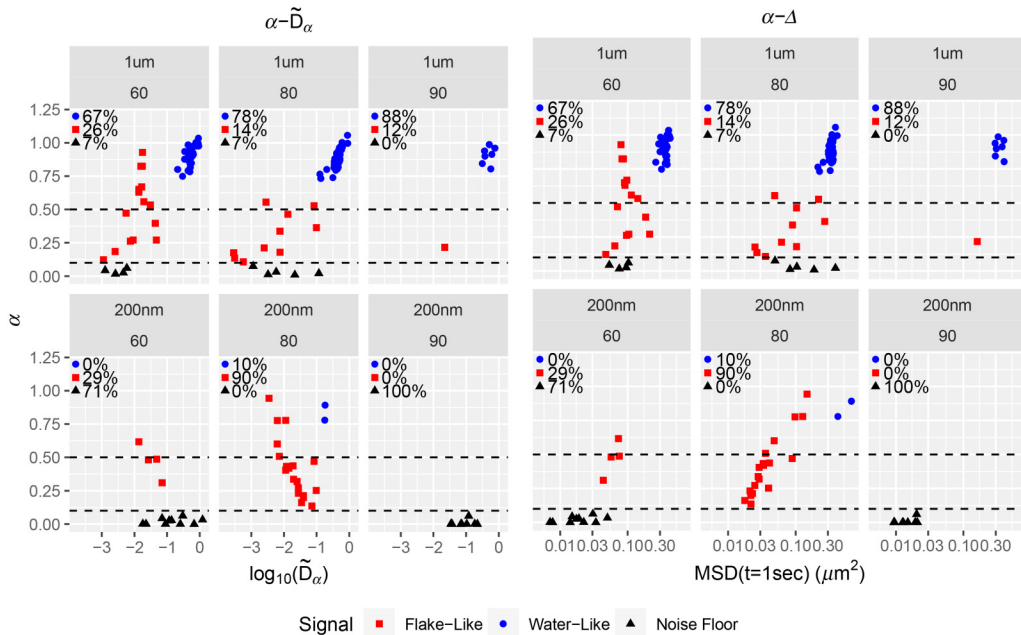 α−D̃α
α−Δ
1um 1um 1um
60 80 90
67% 78% 88%
26% 14% 12%
7% 7% 0%
1um 1um 1um
60 80 90
67% 78% 88%
26% 14% 12%
7% 7% 0%
1.25
1.00
0.75
0.50
0.25
0.00
α
200nm 200nm 200nm
60 80 90
0% 10% 0%
29% 90% 0%
71% 0% 100%
200nm 200nm 200nm
60 80 90
0% 10% 0%
29% 90% 0%
71% 0% 100%
1.25
1.00
0.75
0.50
0.25
0.00
−3 −2 −1 0 −3 −2 −1 0 −3 −2 −1 0
0.010.03 0.100.30 0.010.03 0.100.30 0.010.03 0.100.30
log10(D̃α)
MSD(t=1sec) (μm²)
Signal Flake−Like Water−Like Noise Floor